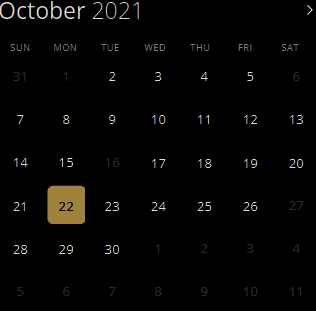 October 2021
SUN MON TUE WED THU FRI SAT
31 1 2 3 4 5 6
7 8 9 10 11 12 13
14 15 16 17 18 19 20
21 22 23 24 25 26 27
28 29 30 1 2 3 4
5 6 7 8 9 10 11